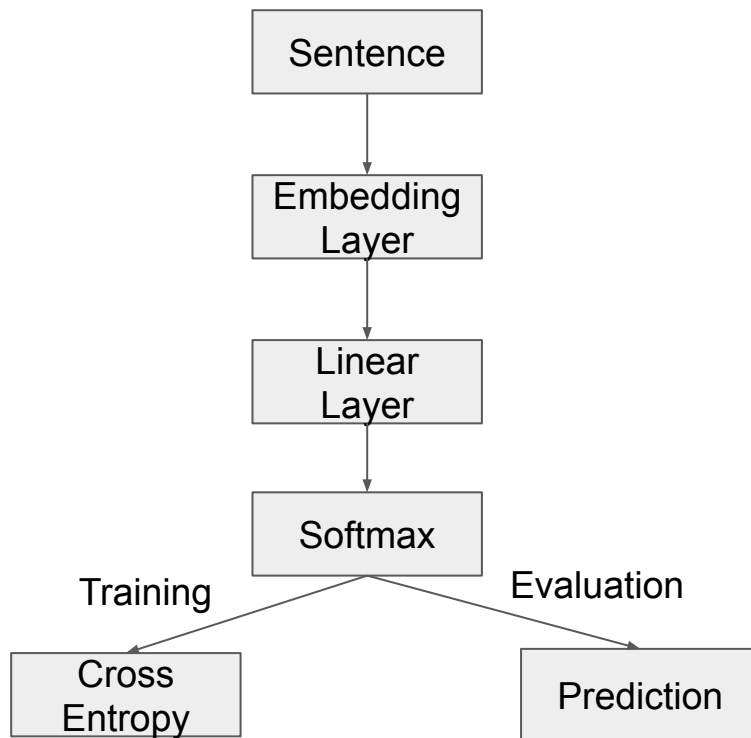 Sentence
Embedding
Layer
Linear
Layer
Softmax
Training
Evaluation
Cross
Entropy
Prediction